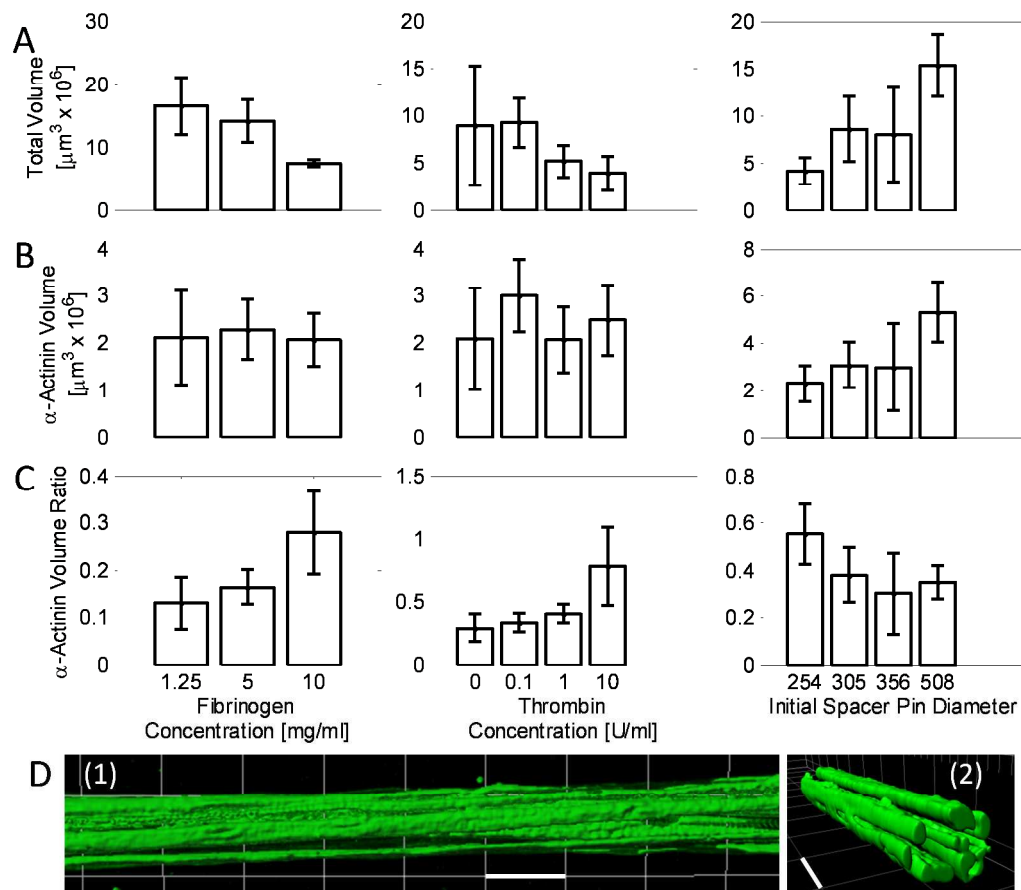 A
Total Volume
[μm³ x 10⁶]
30
20
10
0
20
15
10
5
0
20
15
10
5
0
B
α-Actinin Volume
[μm³ x 10⁶]
4
3
2
1
0
4
3
2
1
0
8
6
4
2
0
C
α-Actinin Volume Ratio
0.4
0.3
0.2
0.1
0
1.5
1
0.5
0
0.8
0.6
0.4
0.2
0
1.25 5 10
Fibrinogen
Concentration [mg/ml]
0 0.1 1 10
Thrombin
Concentration [U/ml]
254 305 356 508
Initial Spacer Pin Diameter
D
(1)
(2)